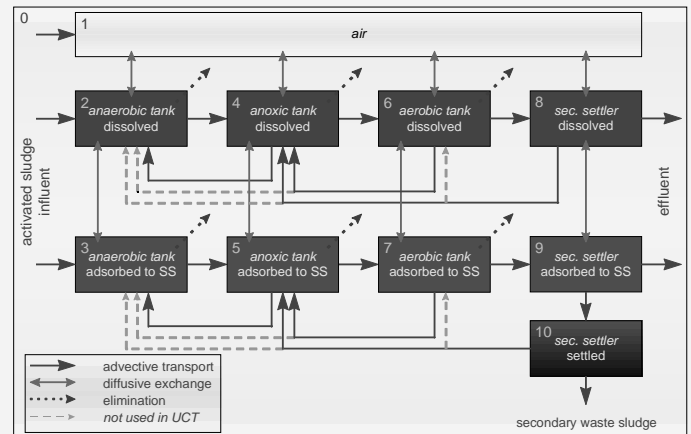 0
1
air
2
anaerobic tank
dissolved
4
anoxic tank
dissolved
6
aerobic tank
dissolved
8
sec. settler
dissolved
activated sludge
influent
effluent
3
anaerobic tank
adsorbed to SS
5
anoxic tank
adsorbed to SS
7
aerobic tank
adsorbed to SS
9
sec. settler
adsorbed to SS
10
sec. settler
settled
advective transport
diffusive exchange
elimination
not used in UCT
secondary waste sludge